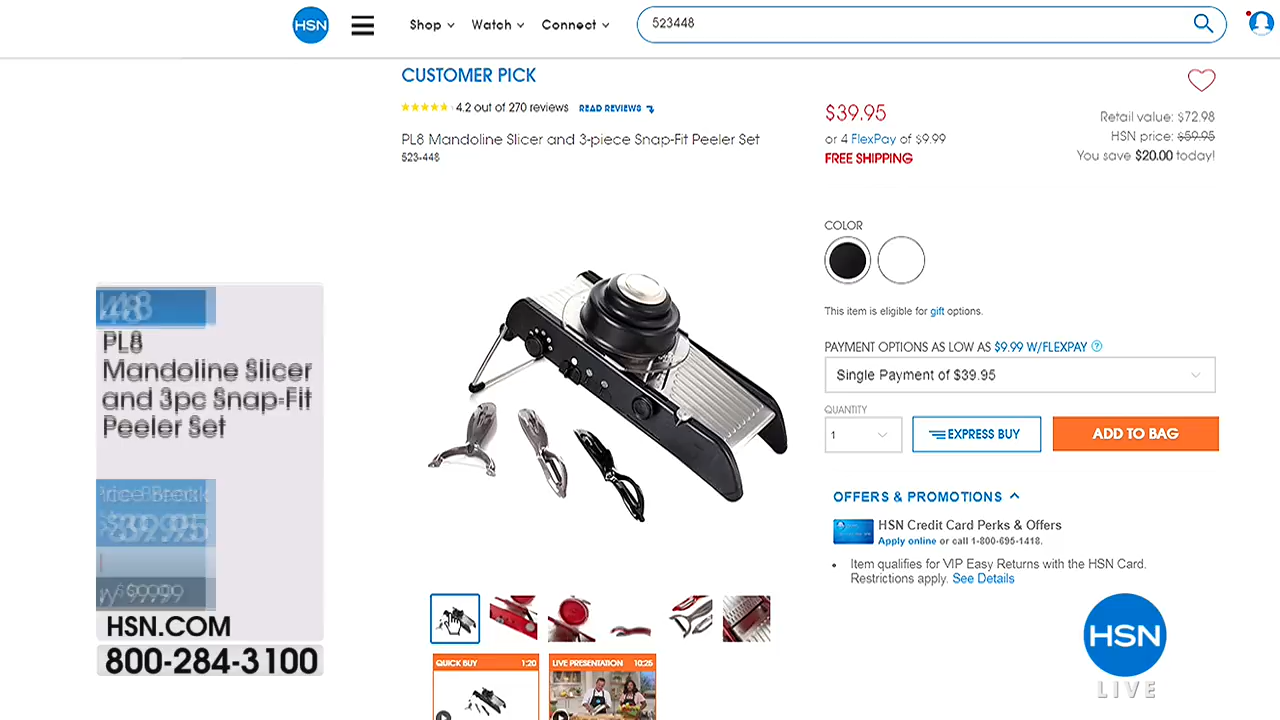 HSN
Shop
Watch
Connect
523448
CUSTOMER PICK
4.2 out of 270 reviews
READ REVIEWS
PL8 Mandoline Slicer and 3-piece Snap-Fit Peeler Set
523-448
$39.95
or 4 FlexPay of $9.99
FREE SHIPPING
Retail value: $72.98
HSN price: $59.95
You save $20.00 today!
COLOR
This item is eligible for gift options.
PAYMENT OPTIONS AS LOW AS $9.99 W/FLEXPAY ?
Single Payment of $39.95
QUANTITY
1
EXPRESS BUY
ADD TO BAG
OFFERS & PROMOTIONS
HSN Credit Card Perks & Offers
Apply online or call 1-800-695-1418.
• Item qualifies for VIP Easy Returns with the HSN Card.
Restrictions apply. See Details
PL8
Mandoline Slicer
and 3pc Snap-Fit
Peeler Set
Price Break
HSN.COM
800-284-3100
QUICK BUY 1:20
LIVE PRESENTATION 10:25
HSN
LIVE